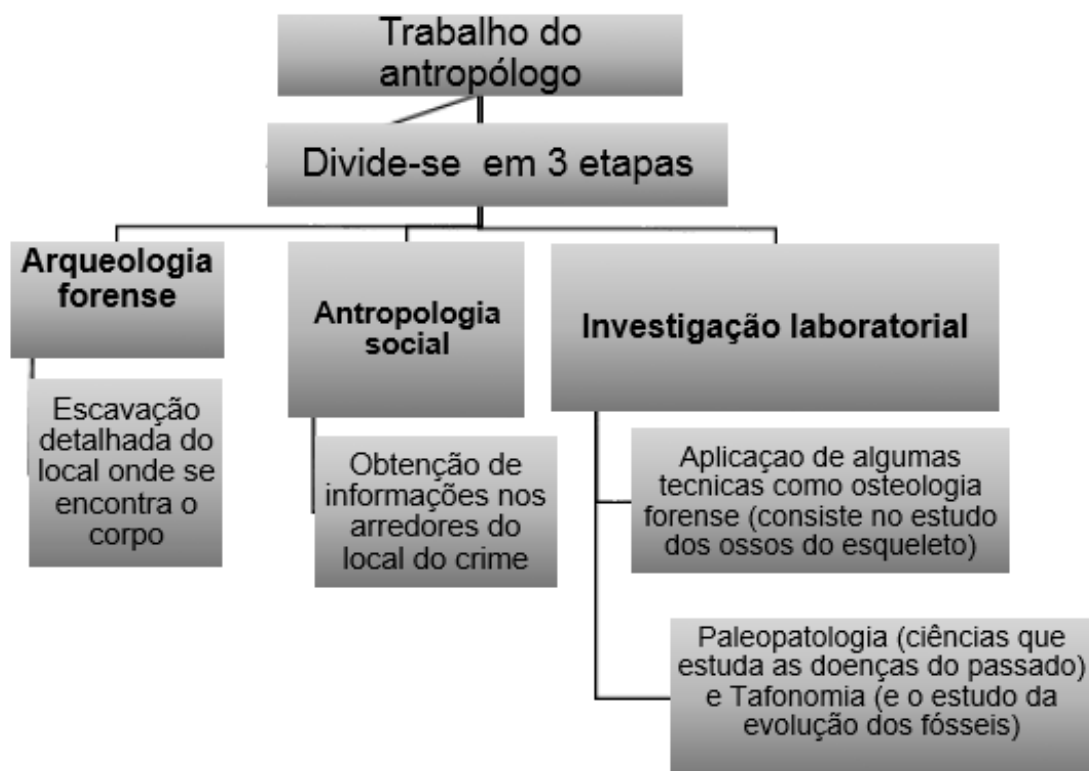 Trabalho do
antropólogo
Divide-se em 3 etapas
Arqueologia
forense
Escavação
detalhada do
local onde se
encontra o
corpo
Antropologia
social
Obtenção de
informações nos
arredores do
local do crime
Investigação laboratorial
Aplicaçao de algumas
tecnicas como osteologia
forense (consiste no estudo
dos ossos do esqueleto)
Paleopatologia (ciências que
estuda as doenças do passado)
e Tafonomia (e o estudo da
evolução dos fósseis)